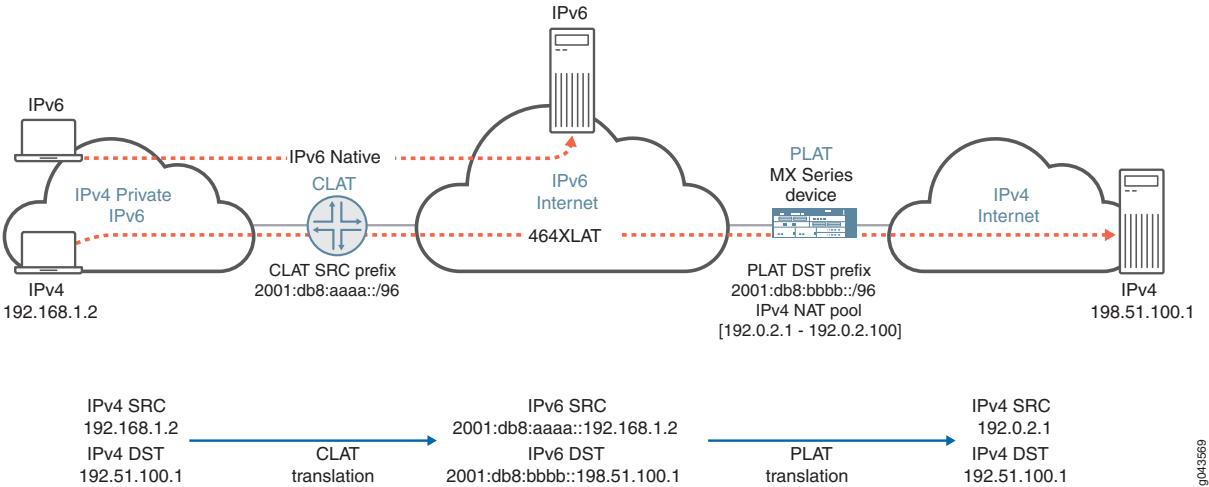 IPv6
IPv6
IPv6 Native
IPv4 Private
IPv6
CLAT
IPv6
Internet
PLAT
MX Series
device
IPv4
Internet
464XLAT
IPv4
192.168.1.2
CLAT SRC prefix
2001:db8:aaaa::/96
PLAT DST prefix
2001:db8:bbbb::/96
IPv4 NAT pool
[192.0.2.1 - 192.0.2.100]
IPv4
198.51.100.1
IPv4 SRC
192.168.1.2
IPv4 DST
192.51.100.1
CLAT
translation
IPv6 SRC
2001:db8:aaaa::192.168.1.2
IPv6 DST
2001:db8:bbbb::198.51.100.1
PLAT
translation
IPv4 SRC
192.0.2.1
IPv4 DST
192.51.100.1
g043569